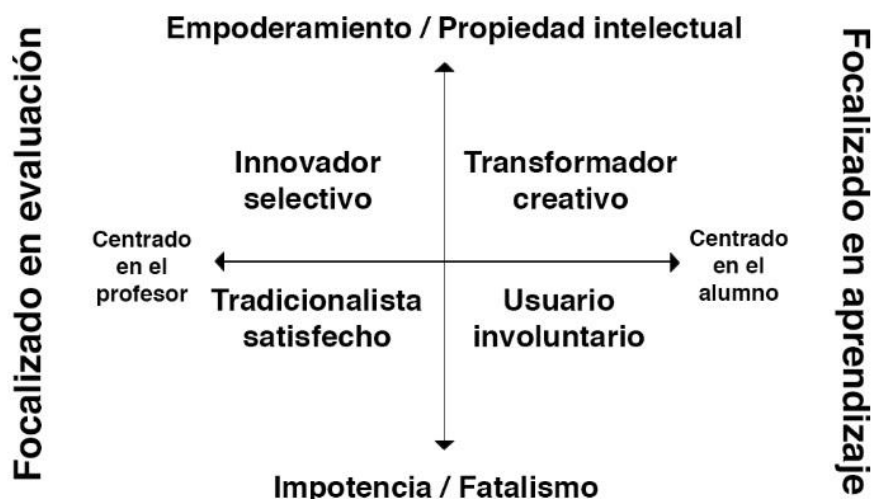 Empoderamiento / Propiedad intelectual
Focalizado en evaluación
Focalizado en aprendizaje
Innovador
selectivo
Transformador
creativo
Centrado
en el
profesor
Centrado
en el
alumno
Tradicionalista
satisfecho
Usuario
involuntario
Impotencia / Fatalismo